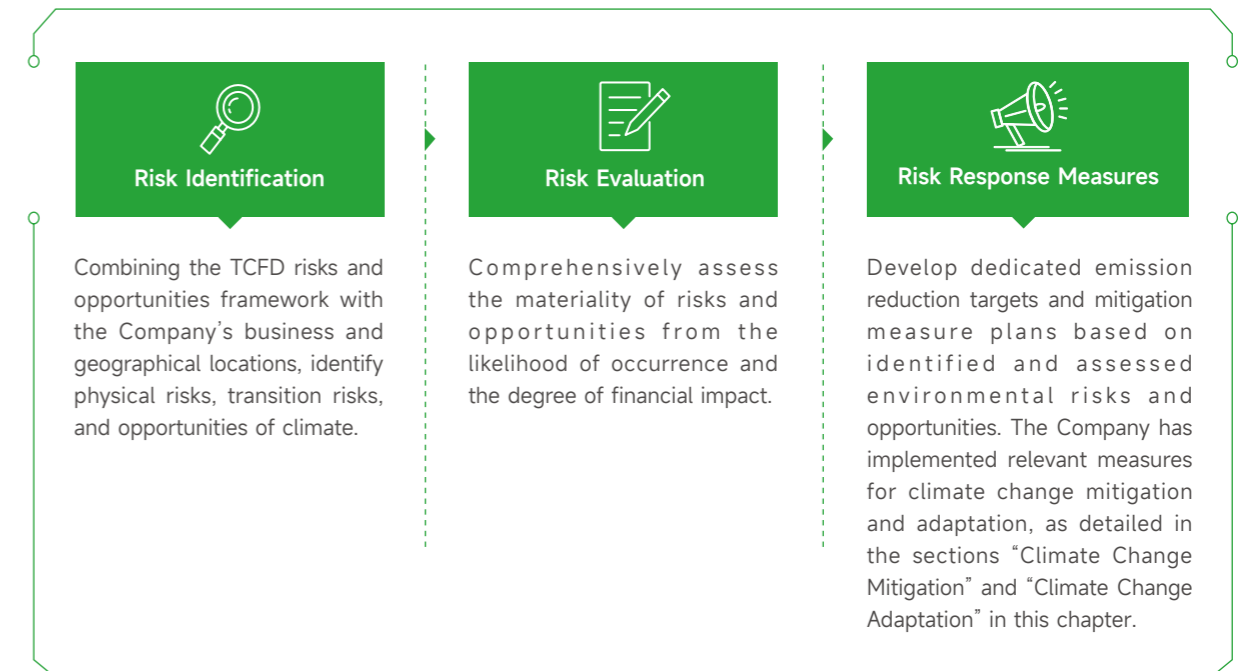 Risk Identification
Combining the TCFD risks and
opportunities framework with
the Company’s business and
geographical locations, identify
physical risks, transition risks,
and opportunities of climate.
Risk Evaluation
Comprehensively assess
the materiality of risks and
opportunities from the
likelihood of occurrence and
the degree of financial impact.
Risk Response Measures
Develop dedicated emission
reduction targets and mitigation
measure plans based on
identified and assessed
environmental risks and
opportunities. The Company has
implemented relevant measures
for climate change mitigation
and adaptation, as detailed in
the sections “Climate Change
Mitigation” and “Climate Change
Adaptation” in this chapter.